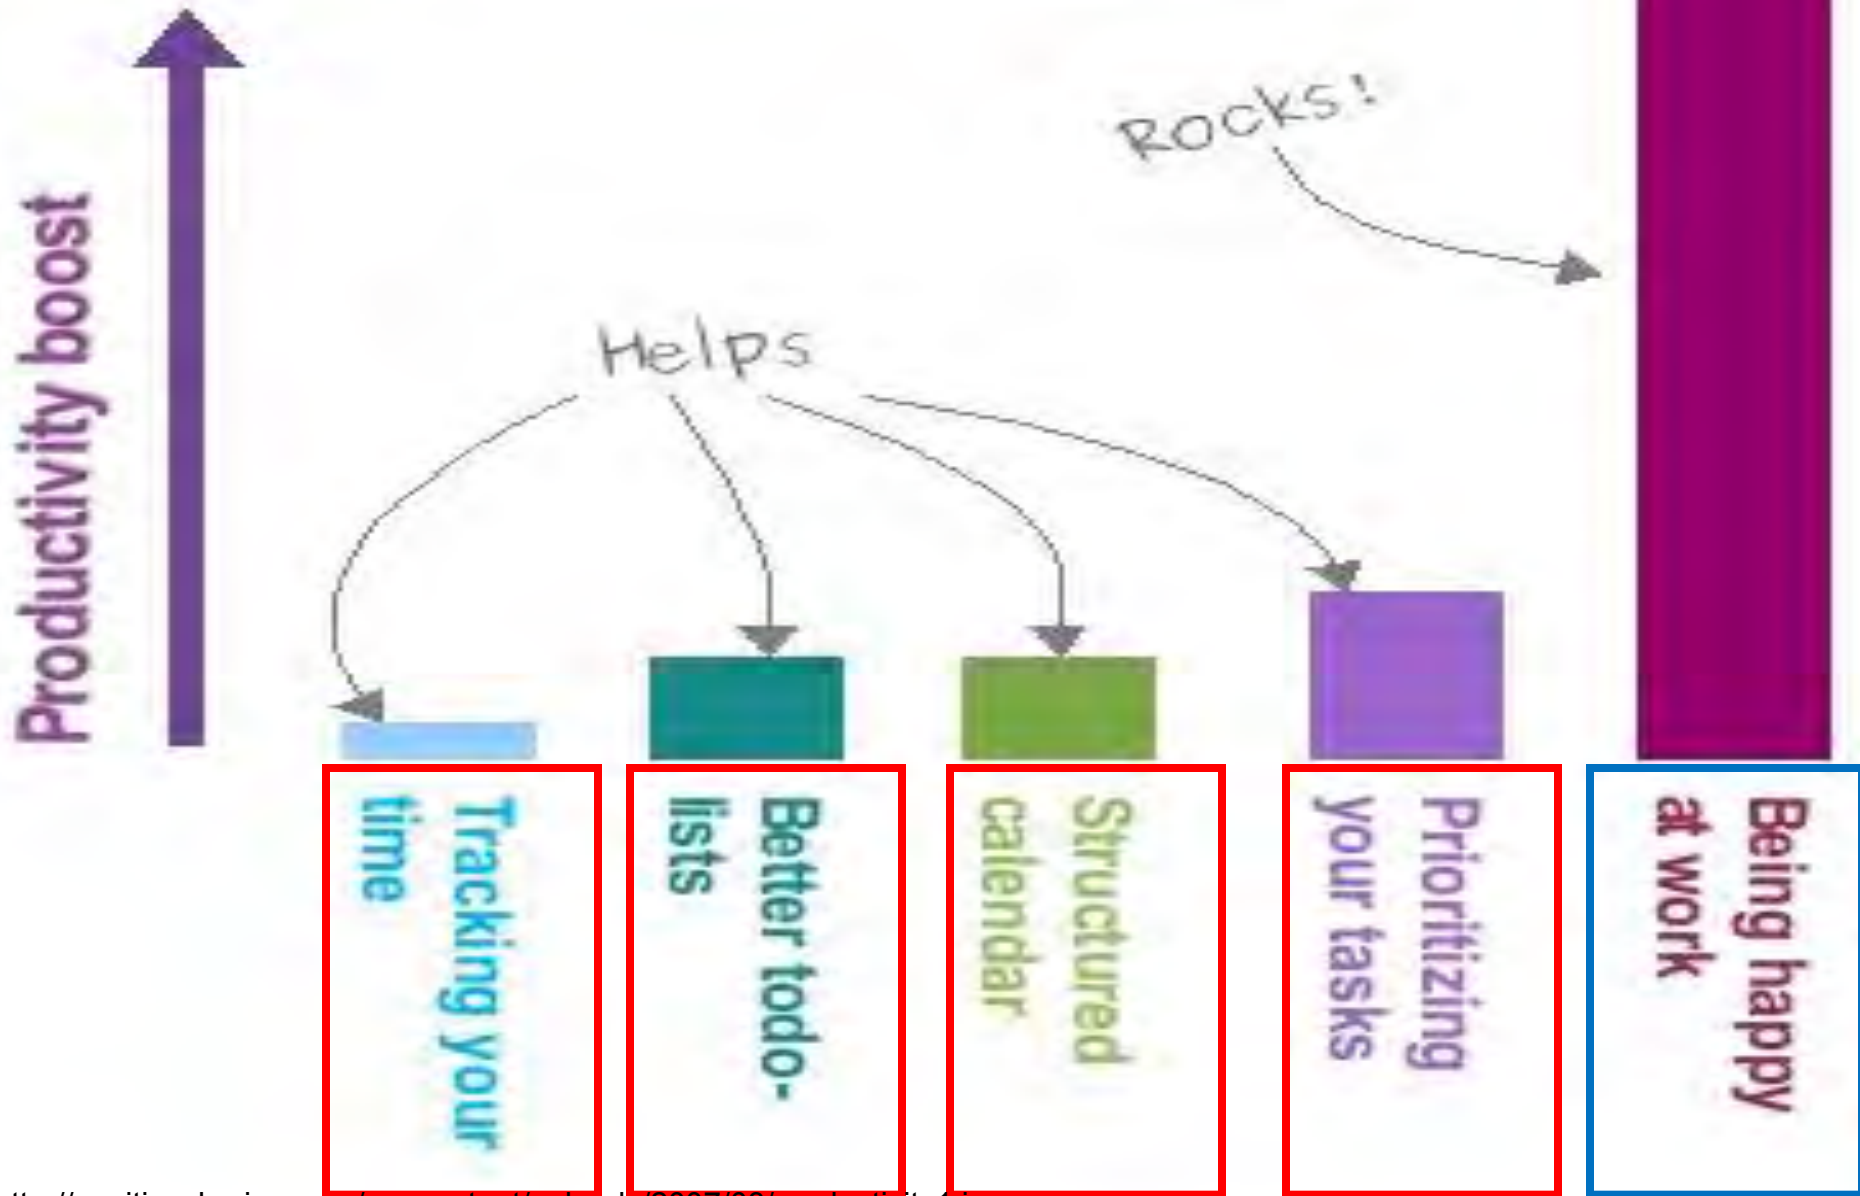 Productivity boost
Rocks!
Helps
Tracking your
time
Better todo-
lists
Structured
calendar
Prioritizing
your tasks
Being happy
at work